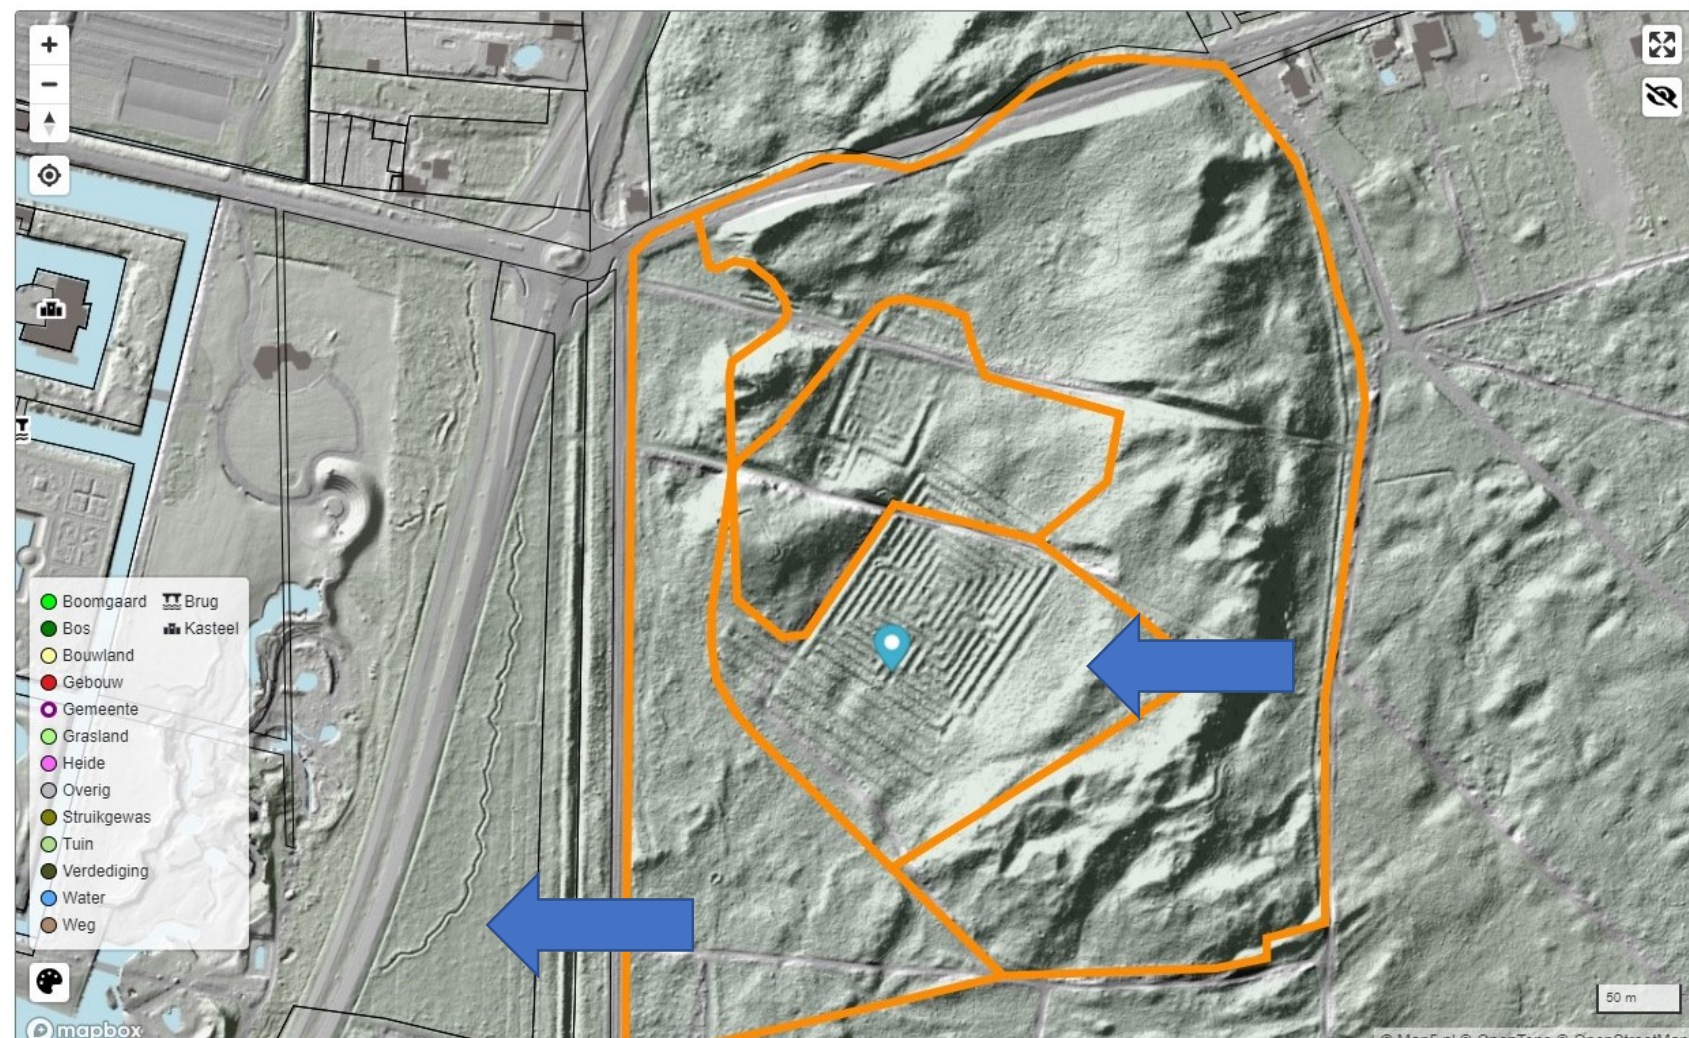 +
−
Boomgaard
Bos
Bouwland
Gebouw
Gemeente
Grasland
Heide
Overig
Struikgewas
Tuin
Verdediging
Water
Weg
Brug
Kasteel
mapbox
50 m